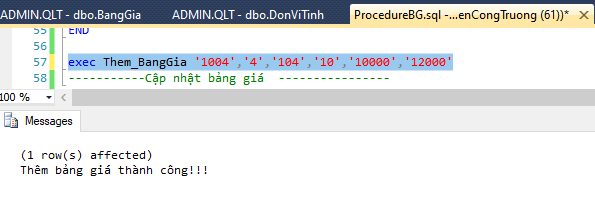 ADMIN.QLT - dbo.BangGia ADMIN.QLT - dbo.DonViTinh ProcedureBG.sql -...enCongTruong (61))*
55 END
56
57 exec Them_BangGia '1004','4','104','10','10000','12000'
58 -----------Cập nhật bảng giá ----------------
100 %
Messages
(1 row(s) affected)
Thêm bảng giá thành công!!!